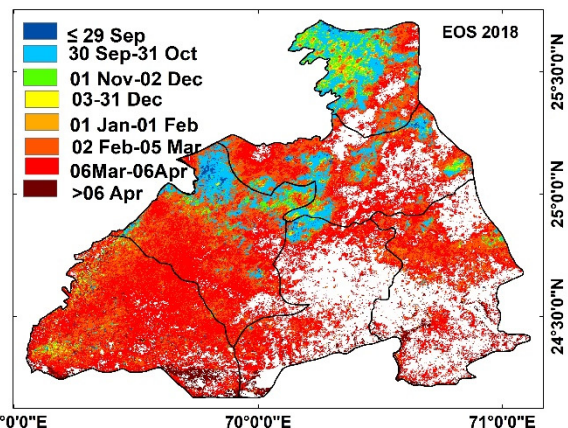 EOS 2018
≤ 29 Sep
30 Sep-31 Oct
01 Nov-02 Dec
03-31 Dec
01 Jan-01 Feb
02 Feb-05 Mar
06Mar-06Apr
>06 Apr
25°30'0"N
25°0'0"N
24°30'0"N
°0'0"E
70°0'0"E
71°0'0"E